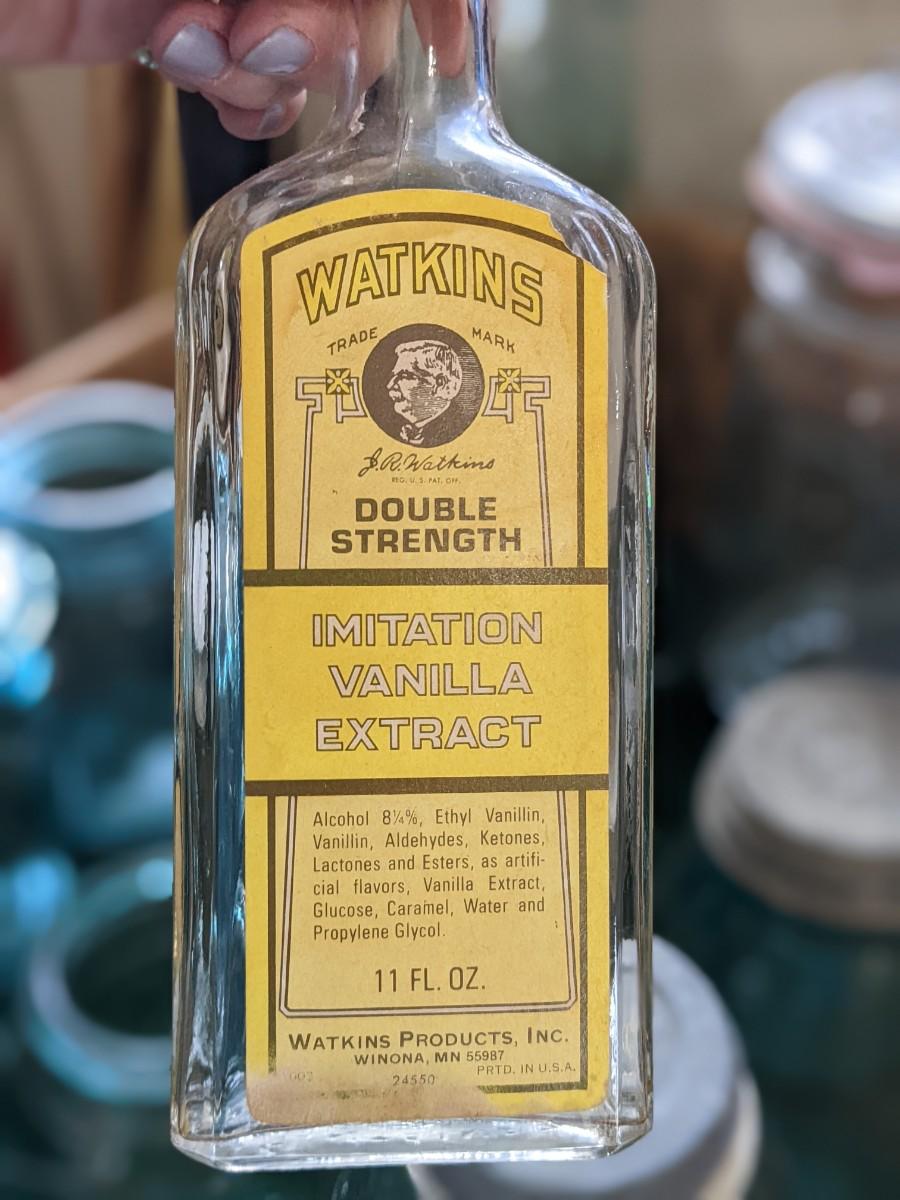 WATKINS
TRADE MARK
J.R. Watkins
REG. U. S. PAT. OFF.
DOUBLE
STRENGTH
IMITATION
VANILLA
EXTRACT
Alcohol 8¼%, Ethyl Vanillin,
Vanillin, Aldehydes, Ketones,
Lactones and Esters, as artifi-
cial flavors, Vanilla Extract,
Glucose, Caramel, Water and
Propylene Glycol.
11 FL. OZ.
WATKINS PRODUCTS, INC.
WINONA, MN 55987
PRTD. IN U.S.A.
24550